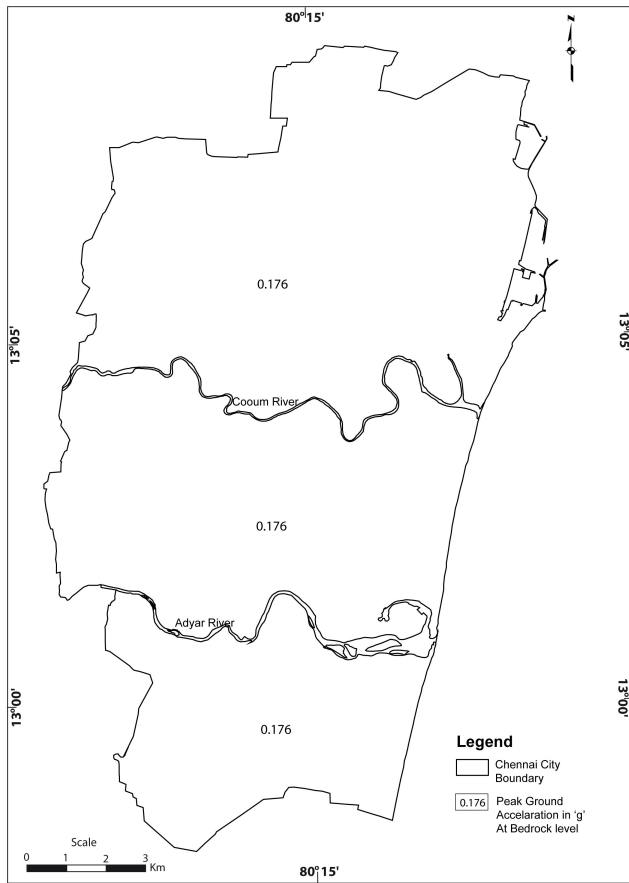 80°15'
N
0.176
13°05'
13°05'
Cooum River
0.176
Adyar River
13°00'
13°00'
0.176
Legend
Chennai City
Boundary
0.176 Peak Ground
Accelaration in 'g'
At Bedrock level
Scale
0 1 2 3
Km
80°15'